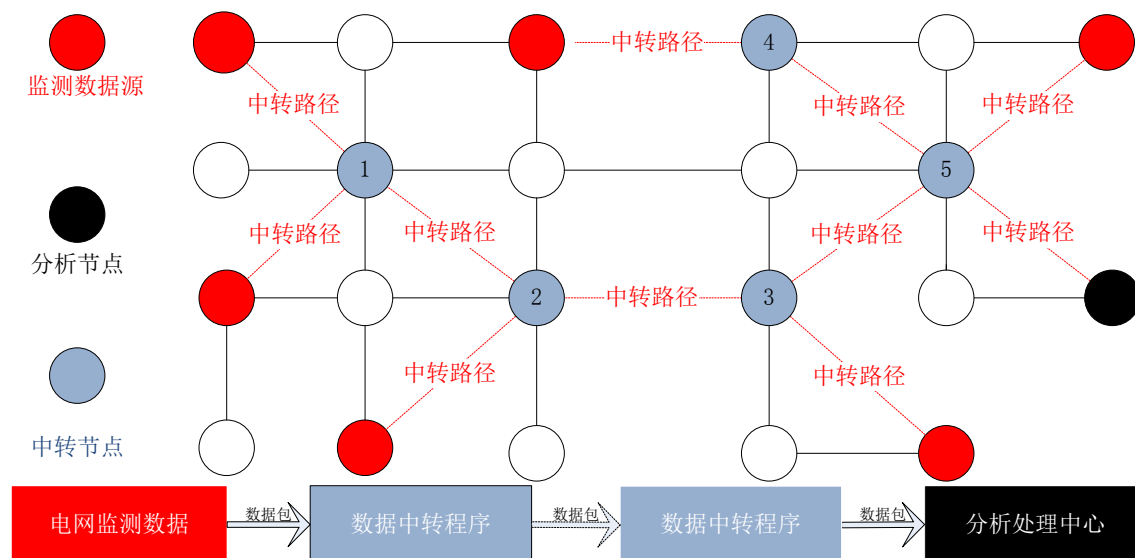 中转路径
4
监测数据源
中转路径
中转路径
中转路径
1
5
中转路径
中转路径
中转路径
中转路径
分析节点
2
中转路径
3
中转路径
中转路径
中转节点
电网监测数据
数据包
数据中转程序
数据包
数据中转程序
数据包
分析处理中心